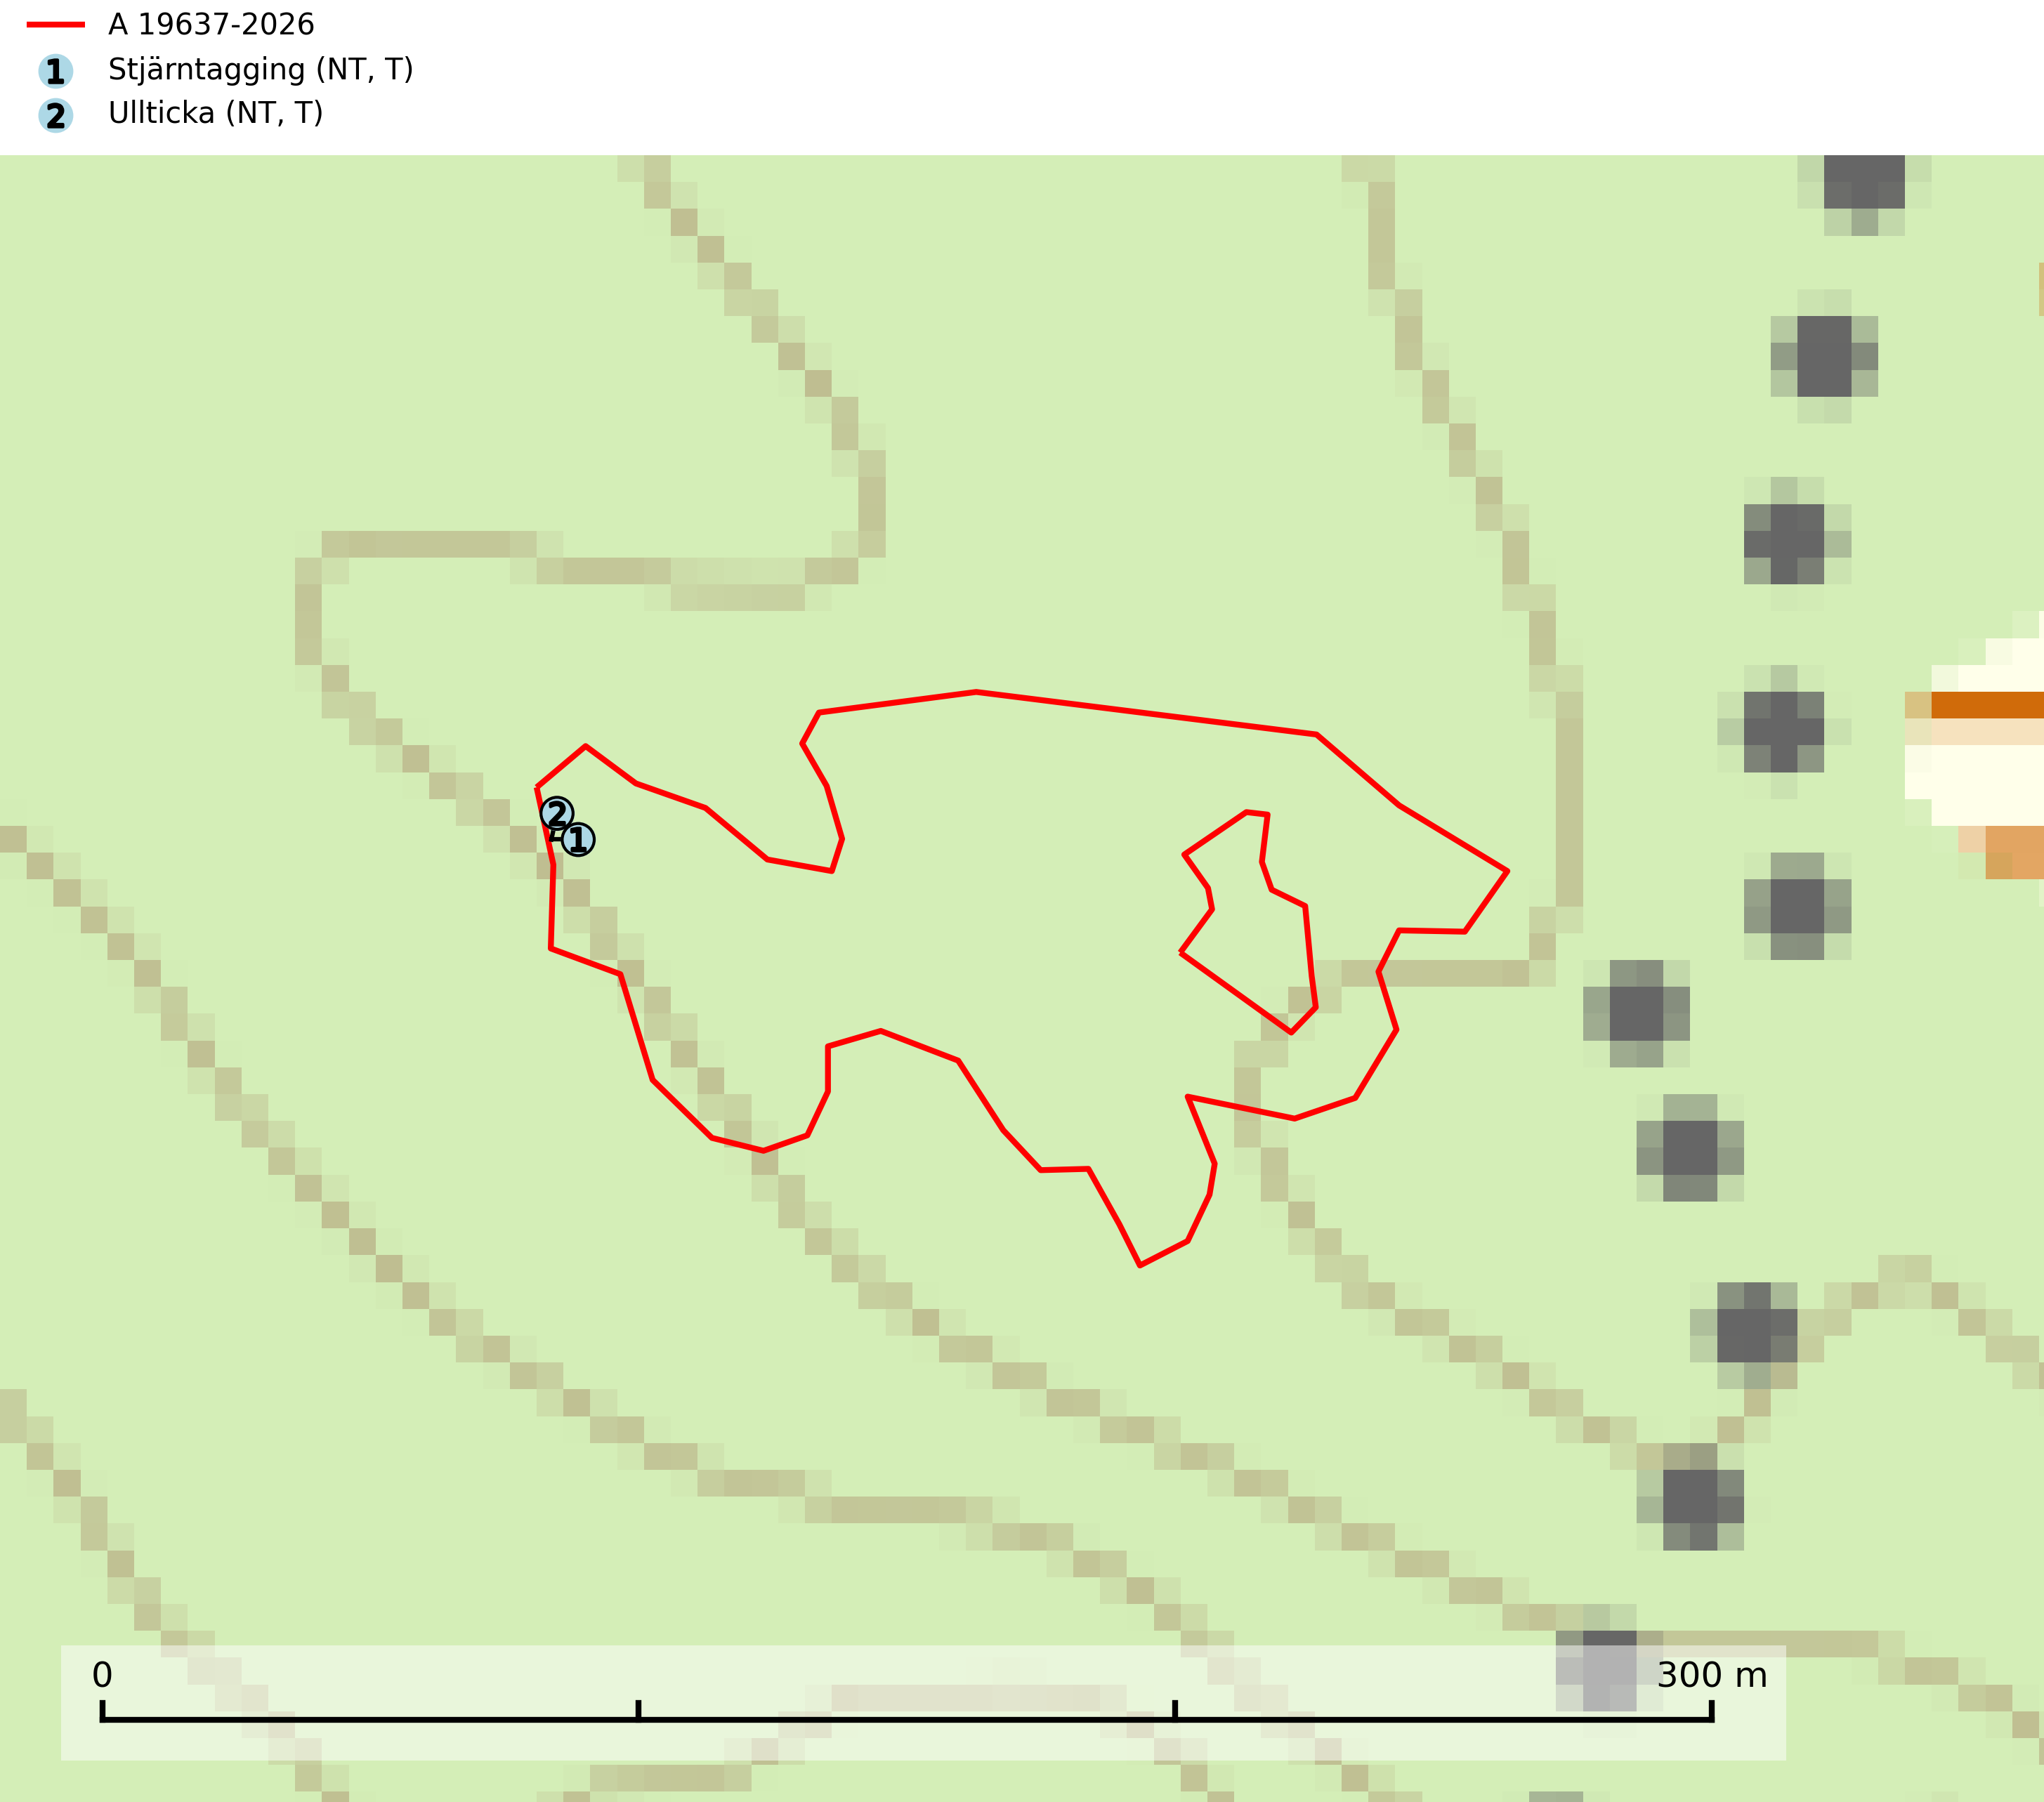 A 19637-2026
1 Stjärntagging (NT, T)
2 Ullticka (NT, T)
2
1
0 300 m